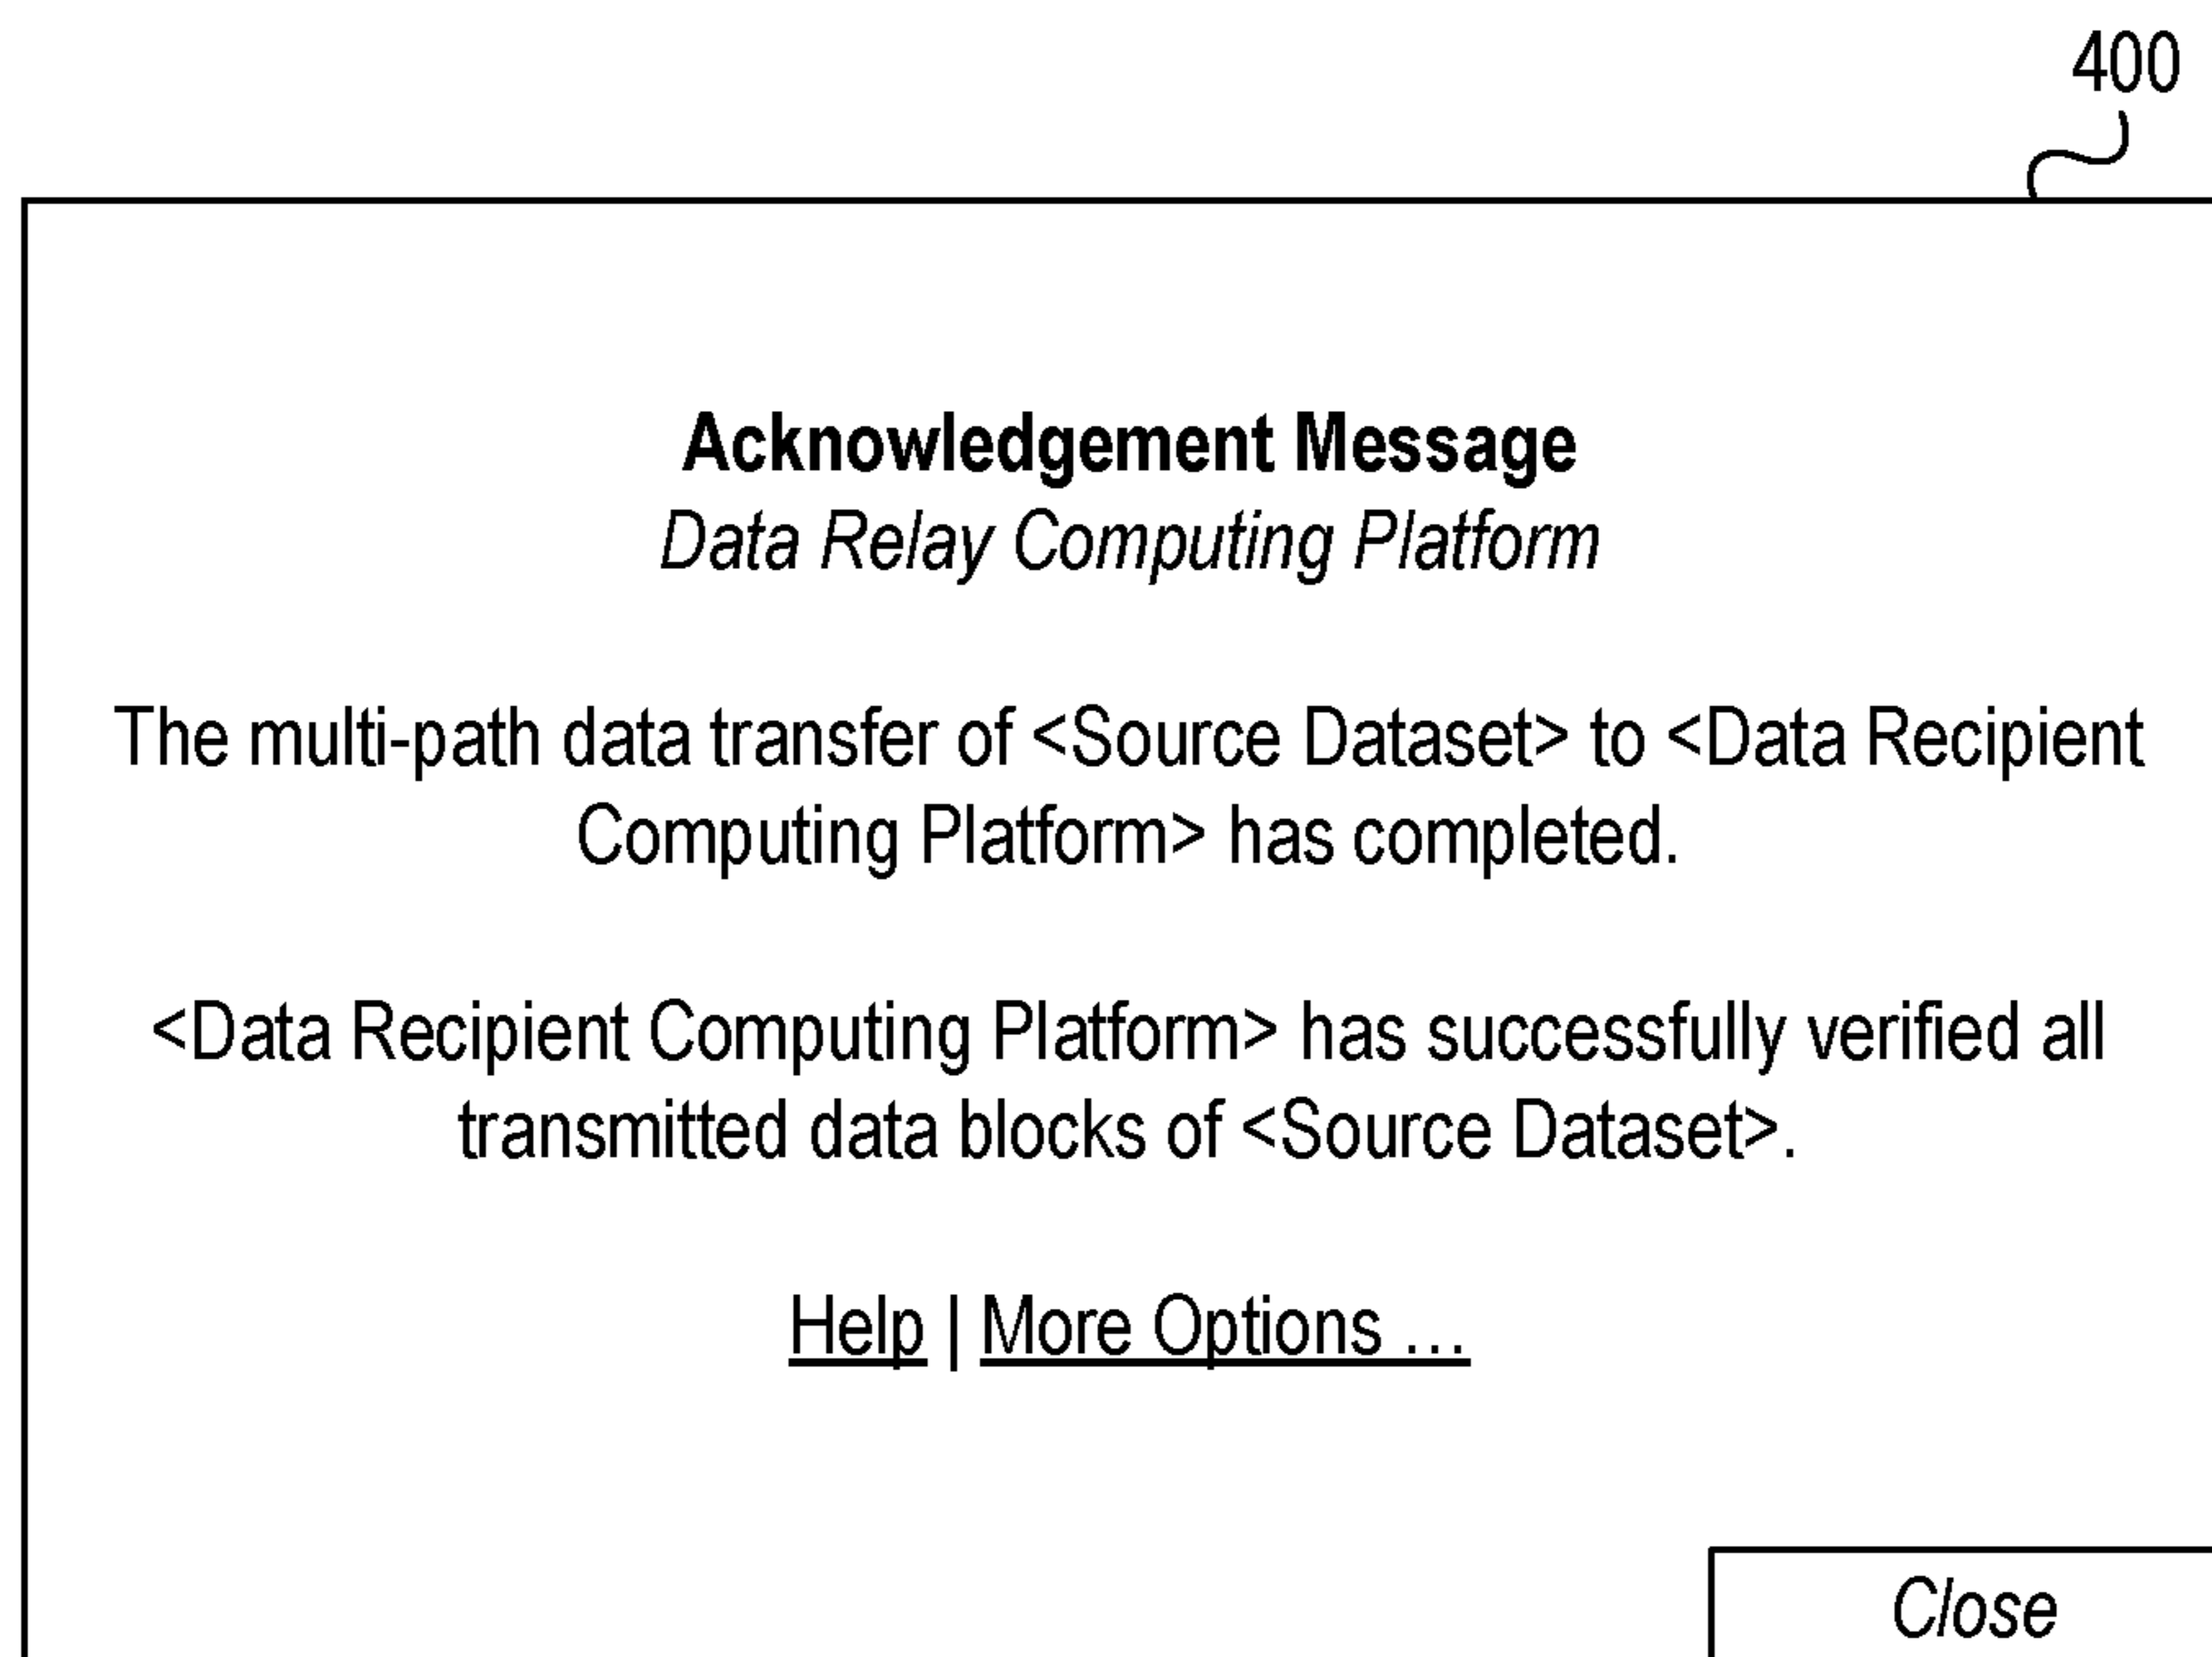 400
Acknowledgement Message
Data Relay Computing Platform
The multi-path data transfer of <Source Dataset> to <Data Recipient
Computing Platform> has completed.
<Data Recipient Computing Platform> has successfully verified all
transmitted data blocks of <Source Dataset>.
Help | More Options ...
Close